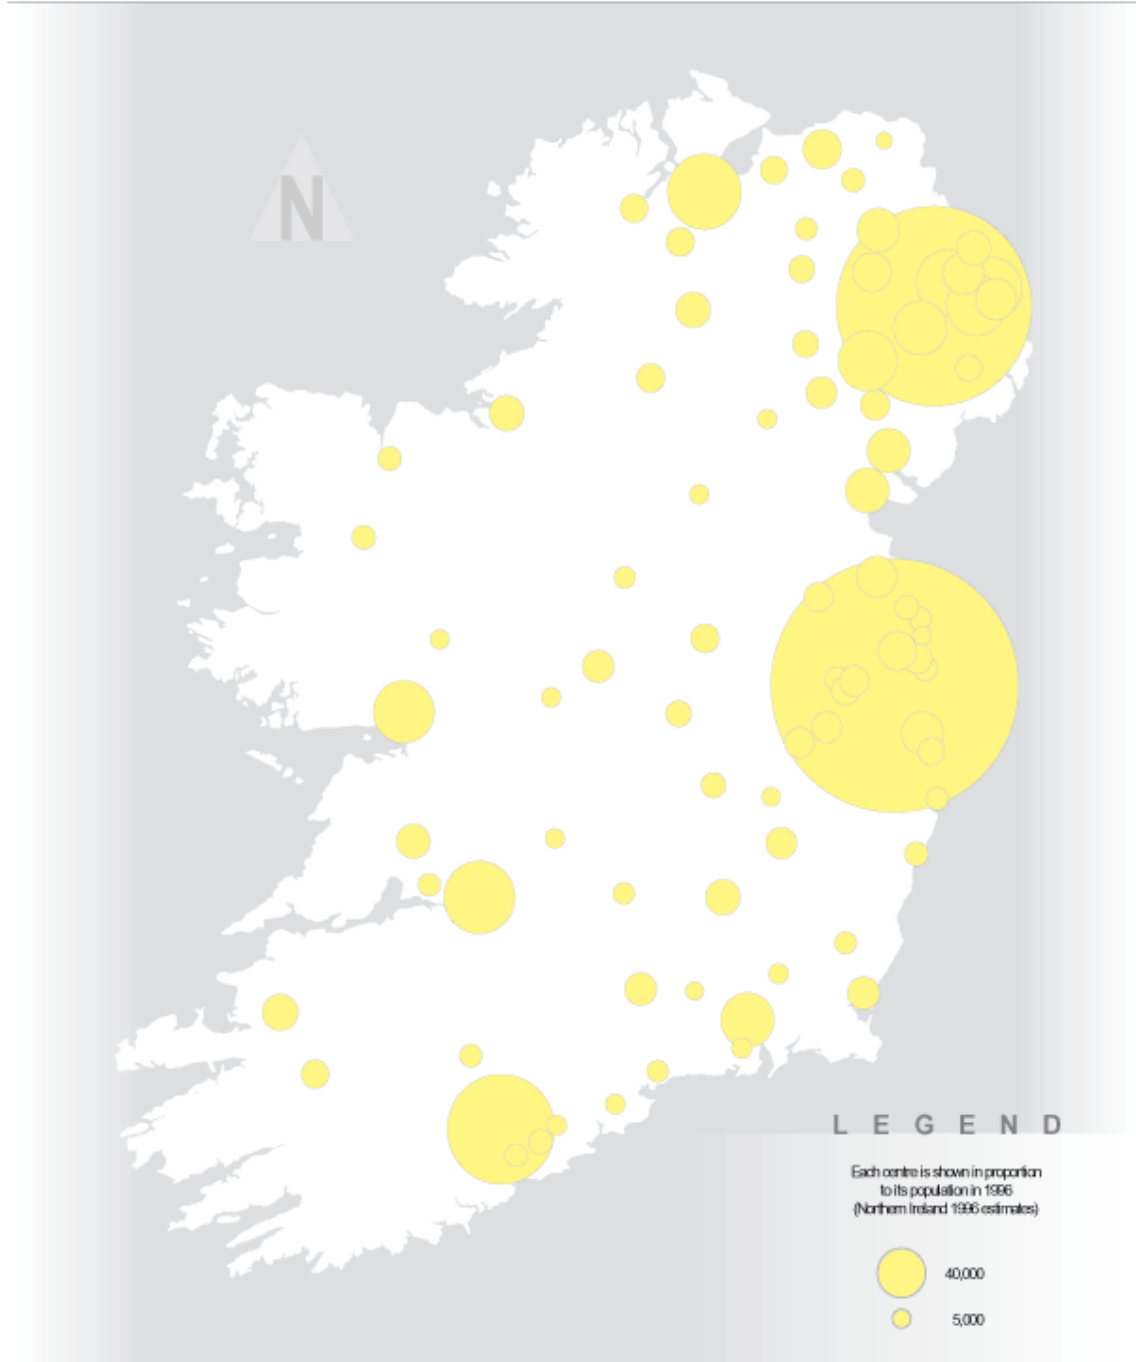 N
LEGEND
Each centre is shown in proportion
to its population in 1996
(Northern Ireland 1996 estimates)
40,000
5,000